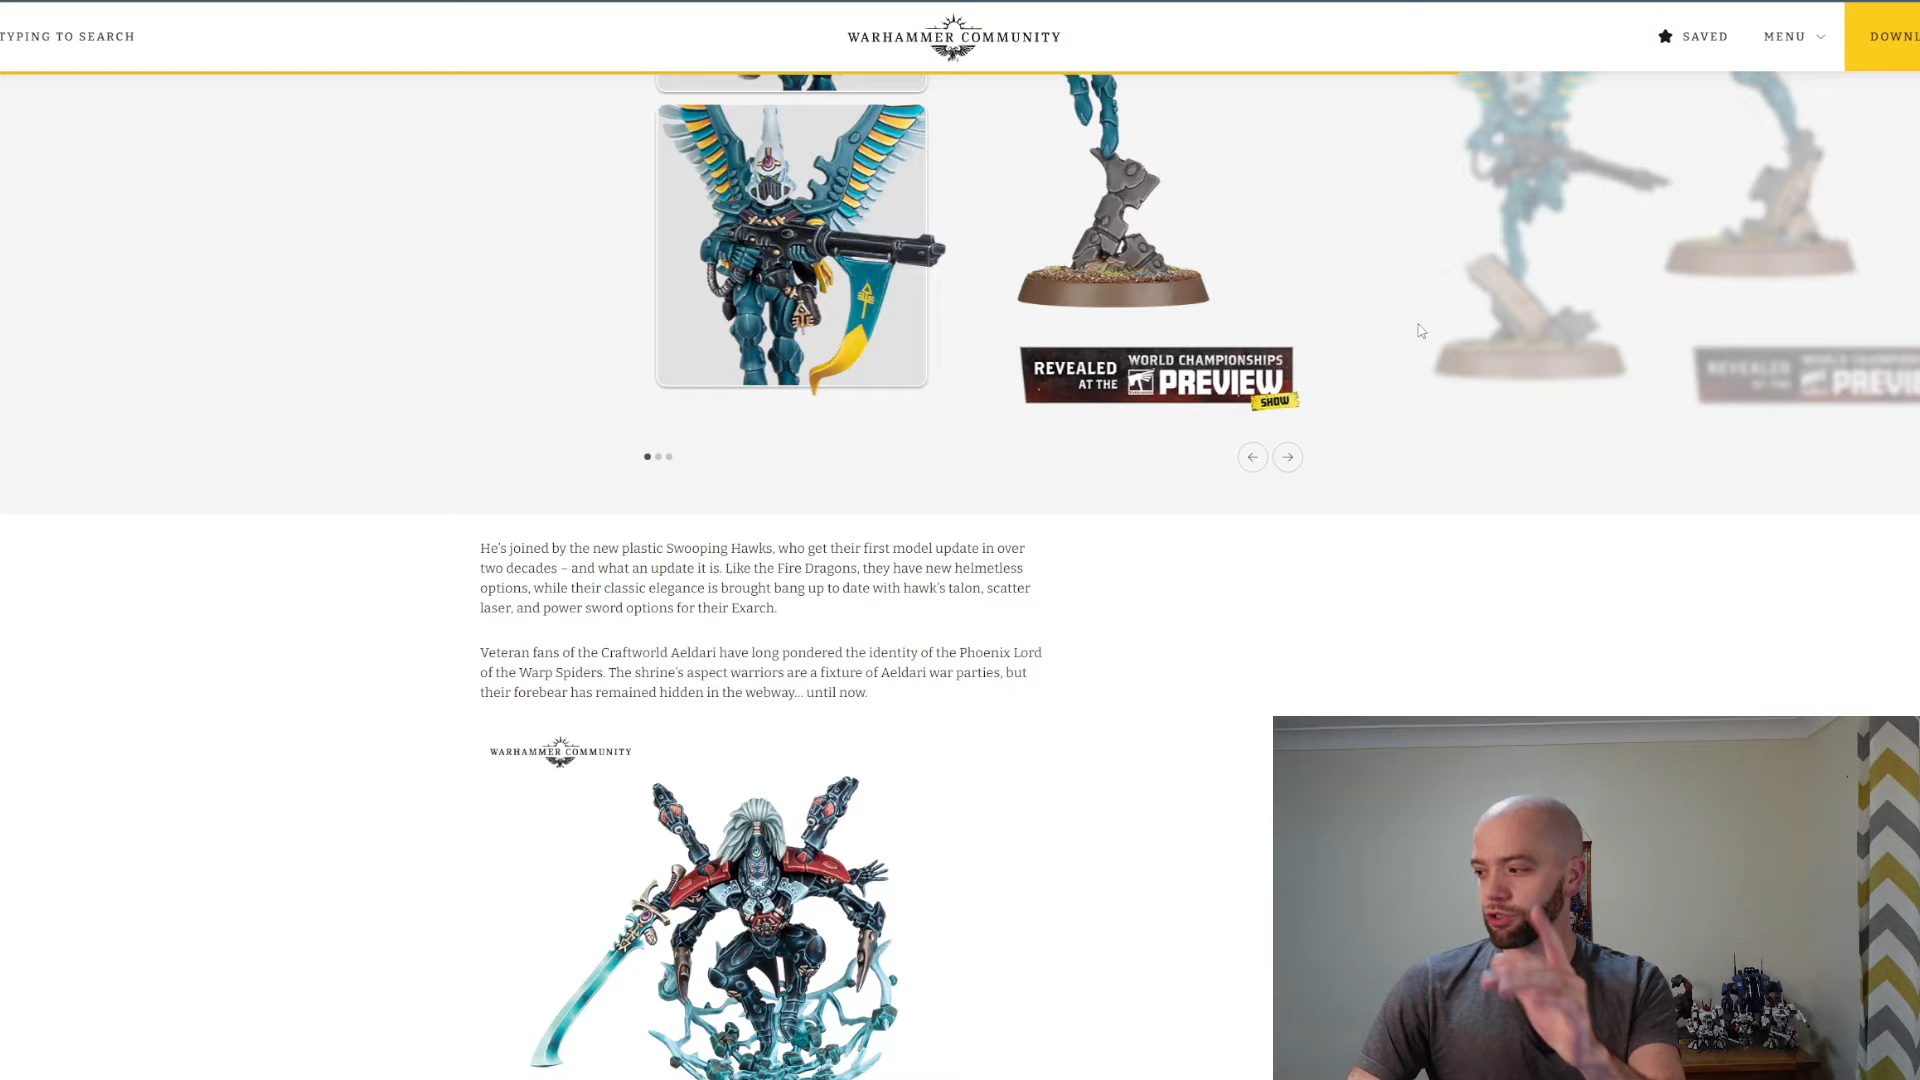 TYPING TO SEARCH
WARHAMMER COMMUNITY
SAVED
MENU
DOWNL
REVEALED
AT THE
WORLD CHAMPIONSHIPS
PREVIEW
SHOW
REVEALED
AT THE
PREVIE
He's joined by the new plastic Swooping Hawks, who get their first model update in over
two decades – and what an update it is. Like the Fire Dragons, they have new helmetless
options, while their classic elegance is brought bang up to date with hawk's talon, scatter
laser, and power sword options for their Exarch.
Veteran fans of the Craftworld Aeldari have long pondered the identity of the Phoenix Lord
of the Warp Spiders. The shrine's aspect warriors are a fixture of Aeldari war parties, but
their forebear has remained hidden in the webway... until now.
WARHAMMER COMMUNITY